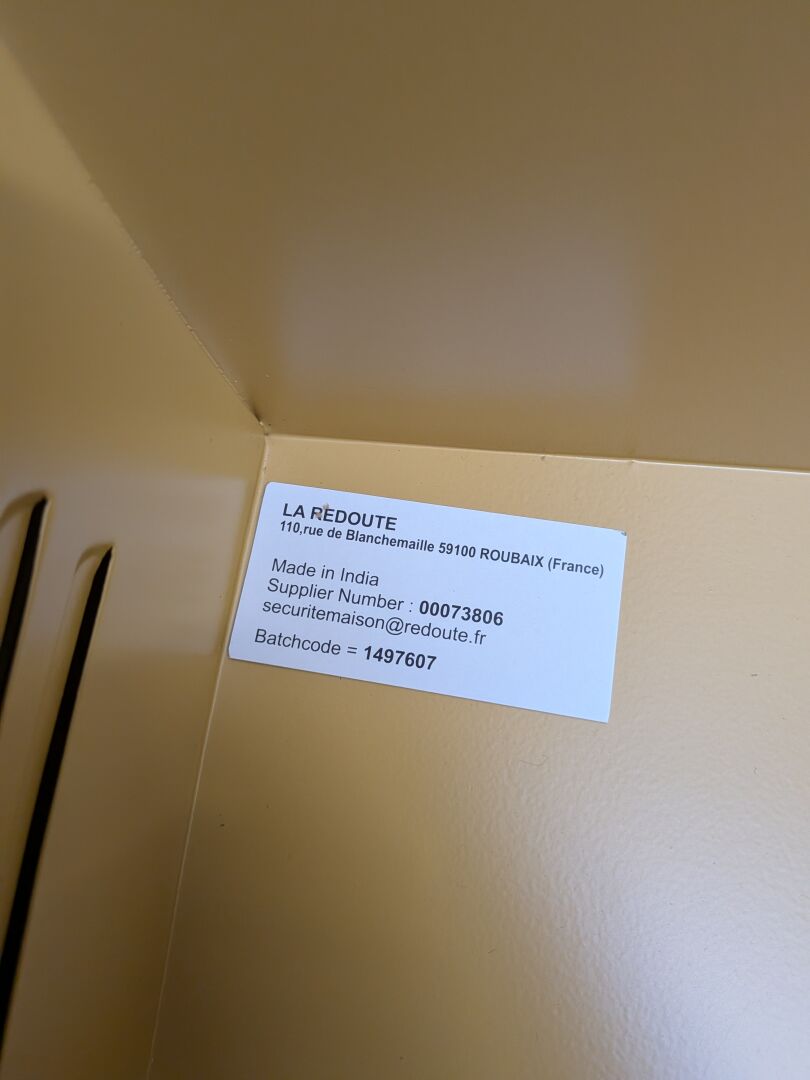 LA REDOUTE
110,rue de Blanchemaille 59100 ROUBAIX (France)
Made in India
Supplier Number : 00073806
securitemaison@redoute.fr
Batchcode = 1497607